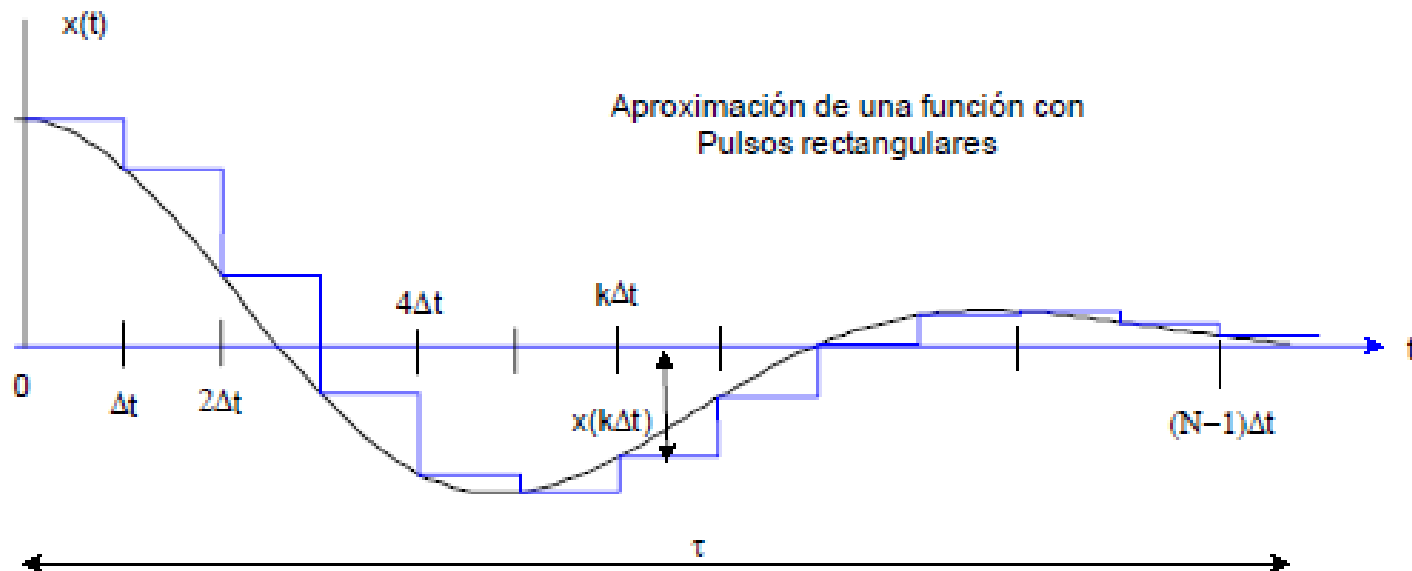 x(t)
Aproximación de una función con
Pulsos rectangulares
4Δt
kΔt
t
0
Δt
2Δt
x(kΔt)
(N−1)Δt
τ